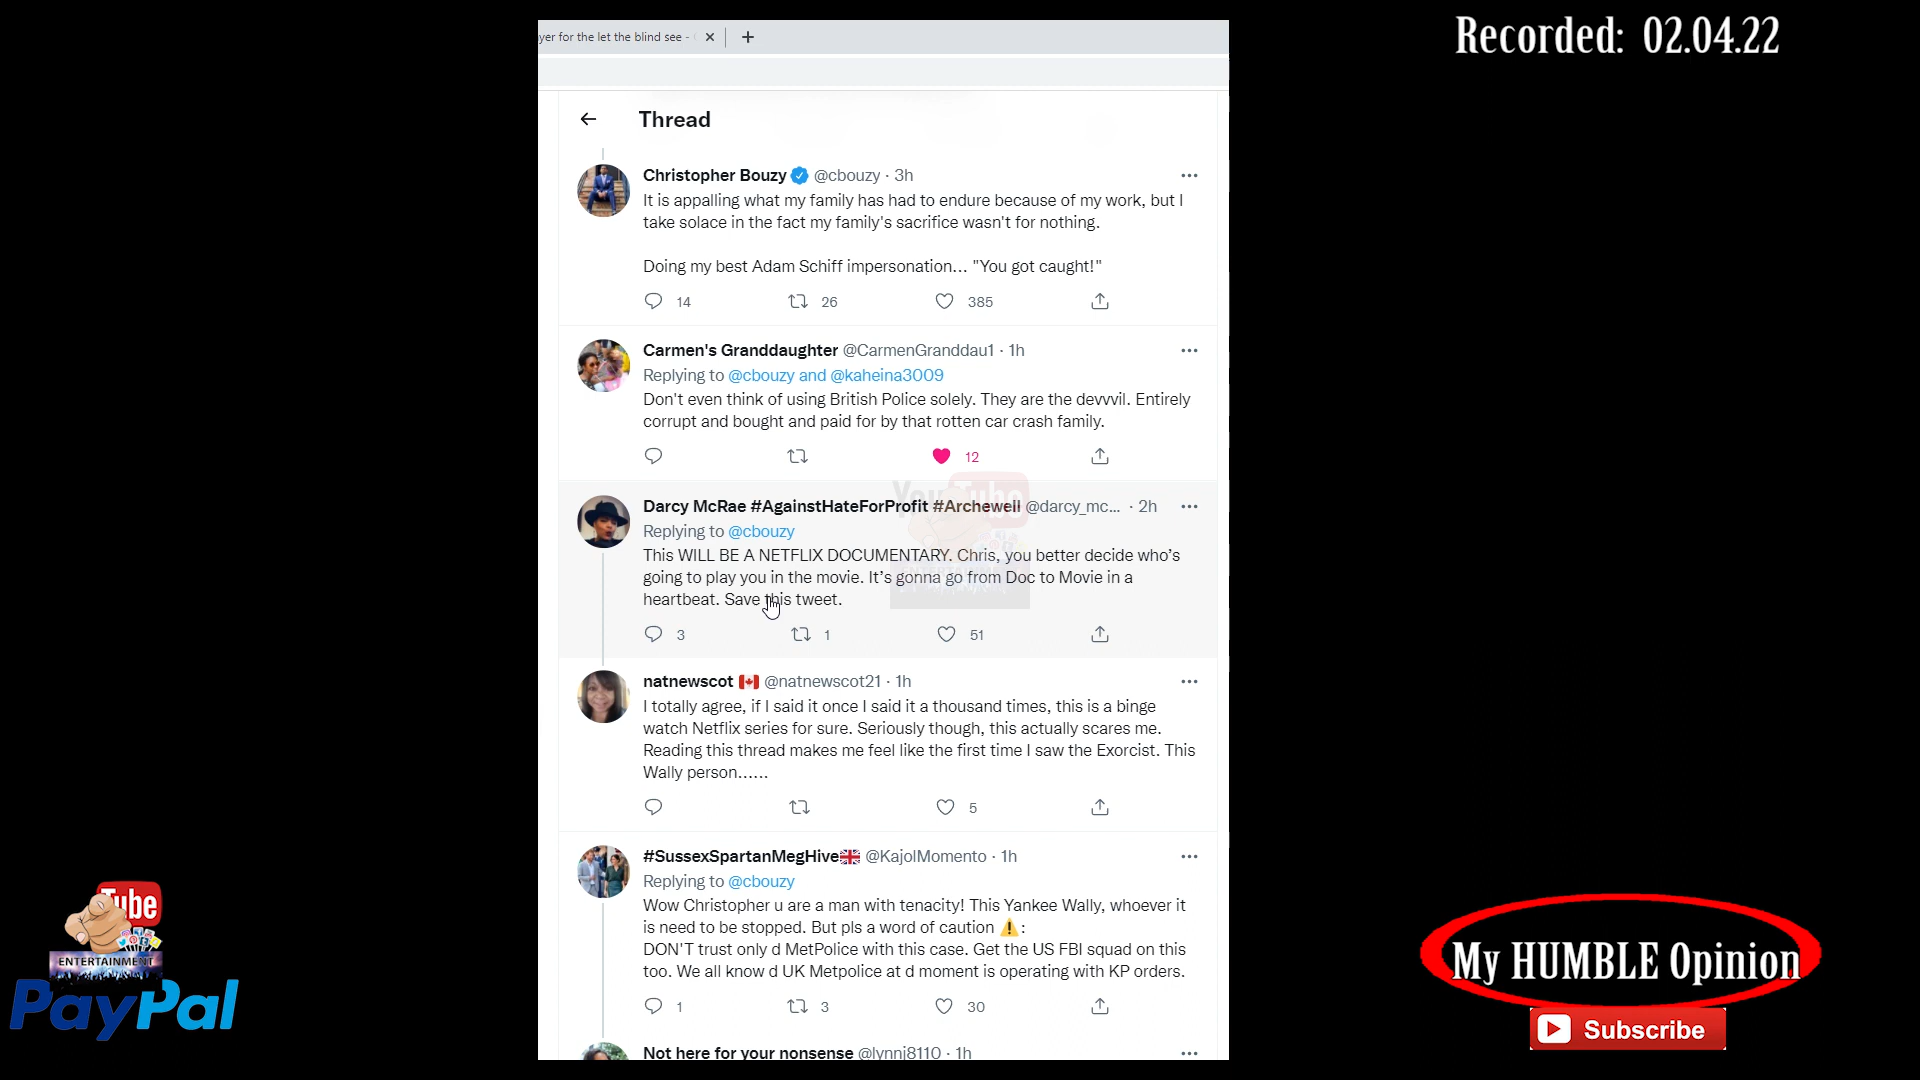 Recorded: 02.04.22
yer for the let the blind see -
Thread
Christopher Bouzy @cbouzy · 3h
It is appalling what my family has had to endure because of my work, but I
take solace in the fact my family's sacrifice wasn't for nothing.
Doing my best Adam Schiff impersonation... "You got caught!"
14 26 385
Carmen's Granddaughter @CarmenGranddau1 · 1h
Replying to @cbouzy and @kaheina3009
Don't even think of using British Police solely. They are the devvvil. Entirely
corrupt and bought and paid for by that rotten car crash family.
12
Darcy McRae #AgainstHateForProfit #Archewell @darcy_mc... · 2h
Replying to @cbouzy
This WILL BE A NETFLIX DOCUMENTARY. Chris, you better decide who's
going to play you in the movie. It's gonna go from Doc to Movie in a
heartbeat. Save this tweet.
3 1 51
YouTube
natnewscot @natnewscot21 · 1h
I totally agree, if I said it once I said it a thousand times, this is a binge
watch Netflix series for sure. Seriously though, this actually scares me.
Reading this thread makes me feel like the first time I saw the Exorcist. This
Wally person......
5
#SussexSpartanMegHive @KajolMomento · 1h
Replying to @cbouzy
Wow Christopher u are a man with tenacity! This Yankee Wally, whoever it
is need to be stopped. But pls a word of caution ⚠️:
DON'T trust only d MetPolice with this case. Get the US FBI squad on this
too. We all know d UK Metpolice at d moment is operating with KP orders.
1 3 30
Not here for your nonsense @lynnj8110 · 1h
Tube
ENTERTAINMENT
PayPal
My HUMBLE Opinion
Subscribe